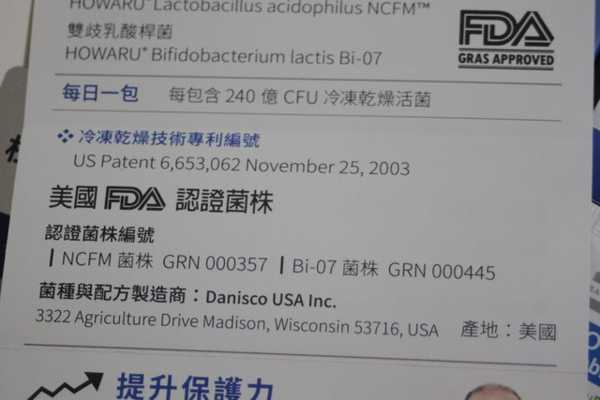 HOWARU® Lactobacillus acidophilus NCFM™
雙歧乳酸桿菌
HOWARU® Bifidobacterium lactis Bi-07
FDA
GRAS APPROVED
每日一包 每包含 240 億 CFU 冷凍乾燥活菌
冷凍乾燥技術專利編號
US Patent 6,653,062 November 25, 2003
美國 FDA 認證菌株
認證菌株編號
| NCFM 菌株 GRN 000357 | Bi-07 菌株 GRN 000445
菌種與配方製造商：Danisco USA Inc.
3322 Agriculture Drive Madison, Wisconsin 53716, USA 產地：美國
提升保護力